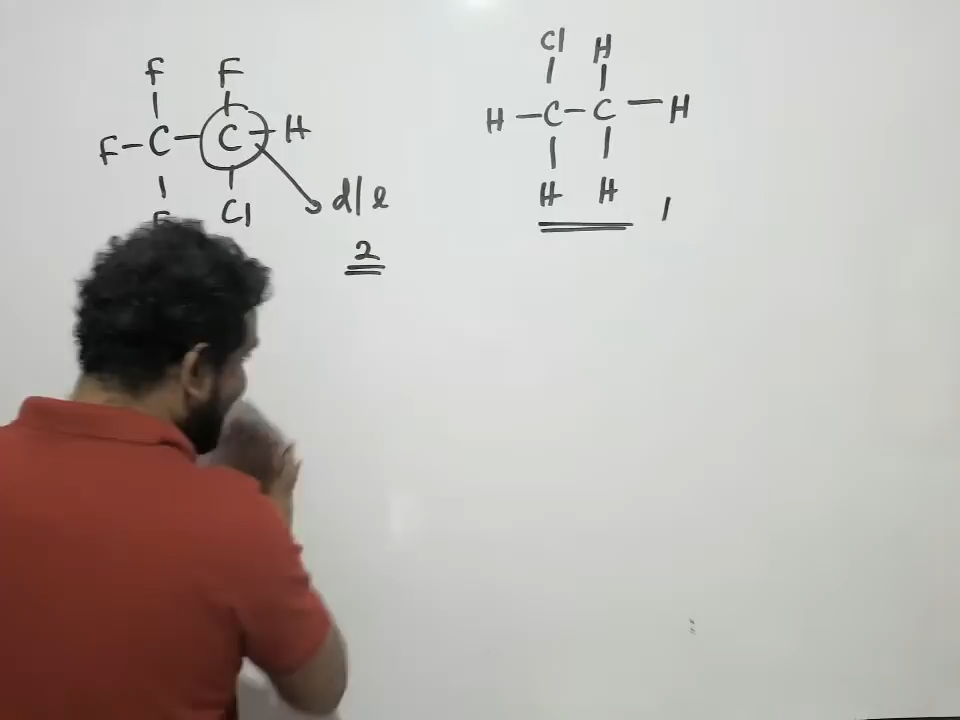 F F
F-C-C-H
F Cl
d/l
2
Cl H
H-C-C-H
H H
1